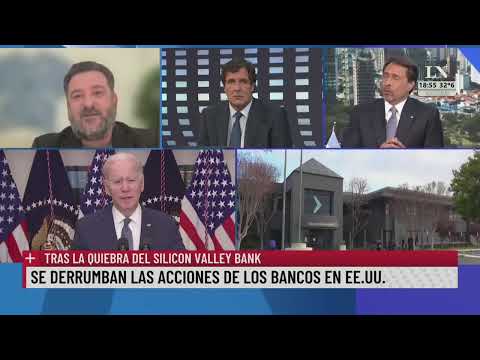 LN
18:55 32°6
+ TRAS LA QUIEBRA DEL SILICON VALLEY BANK
SE DERRUMBAN LAS ACCIONES DE LOS BANCOS EN EE.UU.